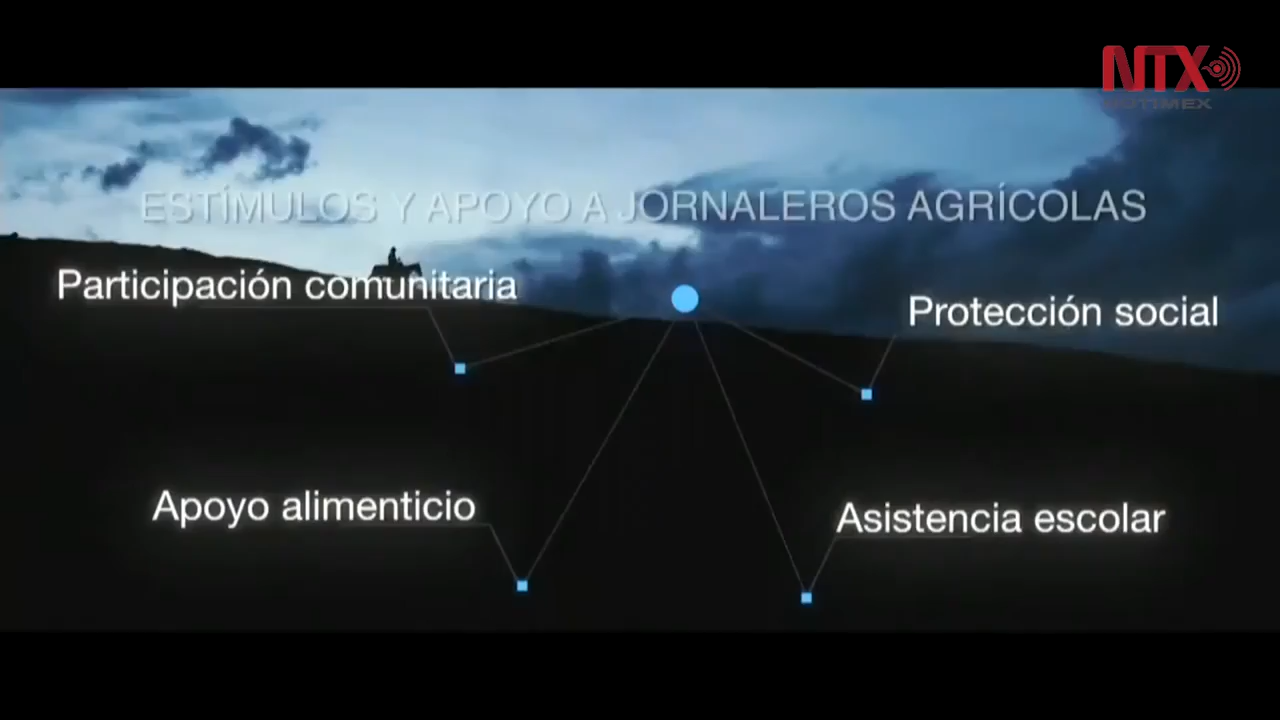 NTX
NOTIMEX
ESTÍMULOS Y APOYO A JORNALEROS AGRÍCOLAS
Participación comunitaria
Protección social
Apoyo alimenticio
Asistencia escolar